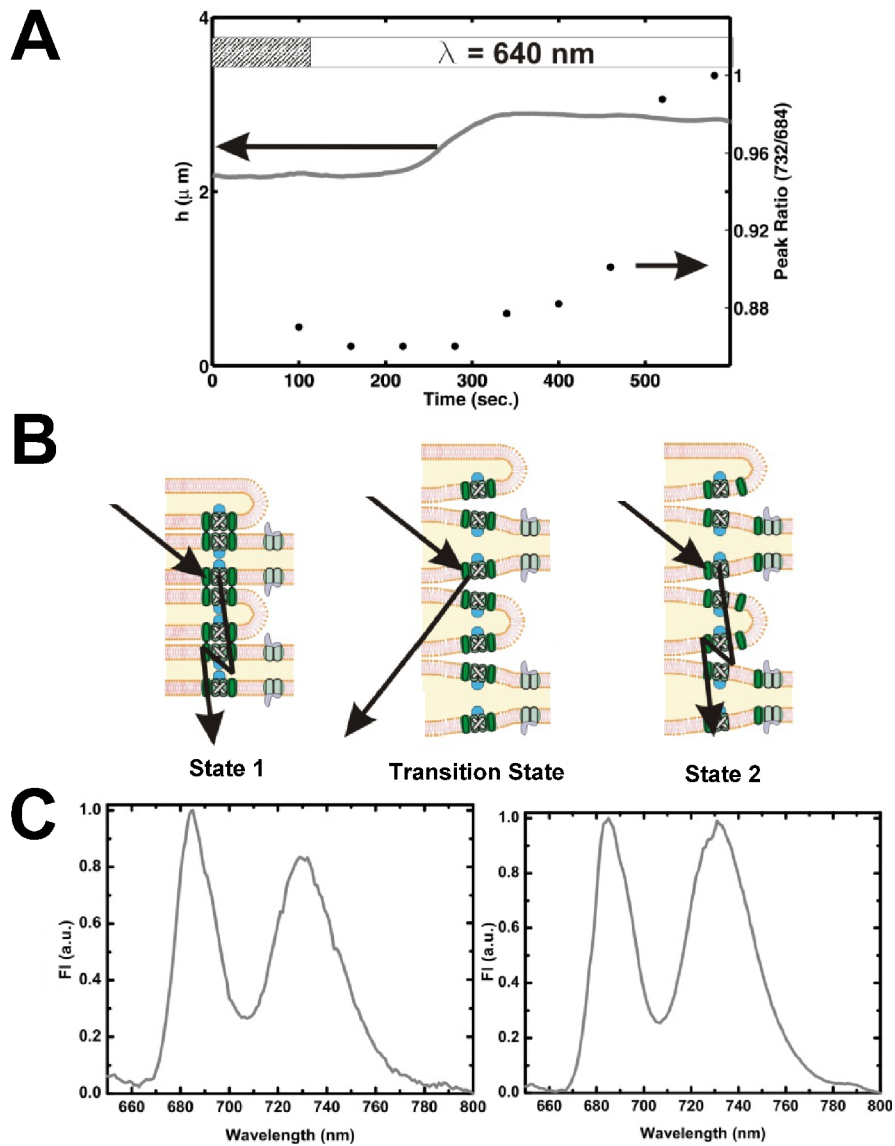 A
4
λ = 640 nm
1
h (μ m)
2
0.96
0.92
0.88
0
Peak Ratio (732/684)
0 100 200 300 400 500
Time (sec.)
B
State 1 Transition State State 2
C
1.0
0.8
0.6
0.4
0.2
0.0
FI (a.u.)
660 680 700 720 740 760 780 800
Wavelength (nm)
1.0
0.8
0.6
0.4
0.2
0.0
FI (a.u.)
660 680 700 720 740 760 780 800
Wavelength (nm)